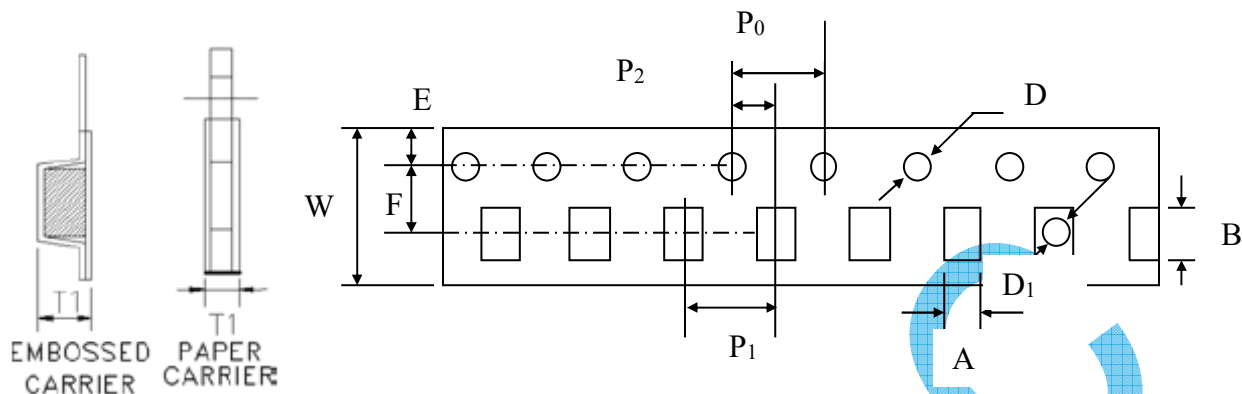 P0
P2
E
D
W
F
B
T1
T1
D1
P1
A
EMBOSSED CARRIER
PAPER CARRIER